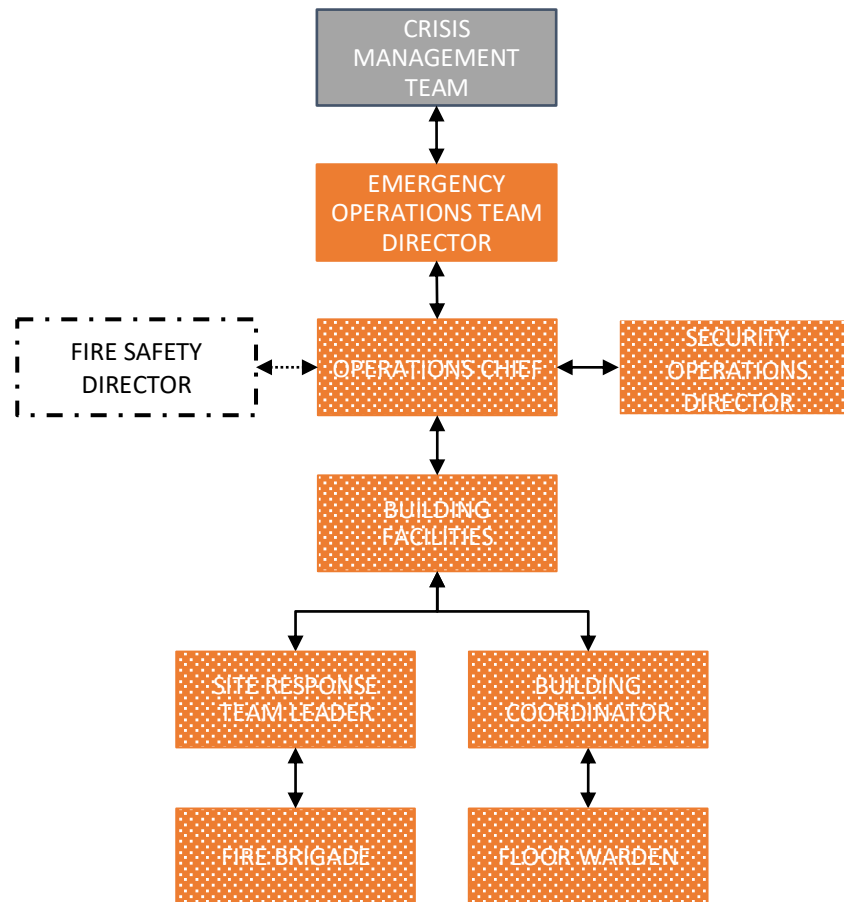 CRISIS
MANAGEMENT
TEAM
EMERGENCY
OPERATIONS TEAM
DIRECTOR
FIRE SAFETY
DIRECTOR
OPERATIONS CHIEF
SECURITY
OPERATIONS
DIRECTOR
BUILDING
FACILITIES
SITE RESPONSE
TEAM LEADER
BUILDING
COORDINATOR
FIRE BRIGADE
FLOOR WARDEN